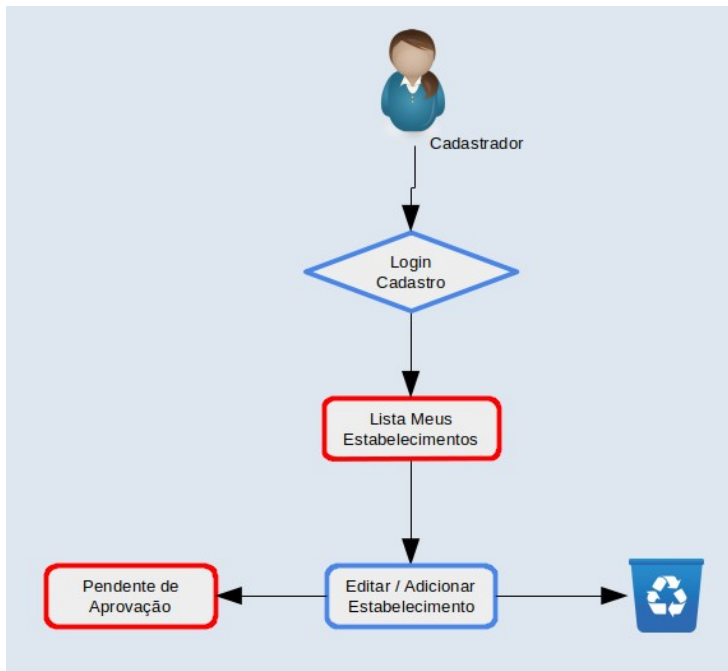 Cadastrador
Login
Cadastro
Lista Meus
Estabelecimentos
Pendente de
Aprovação
Editar / Adicionar
Estabelecimento